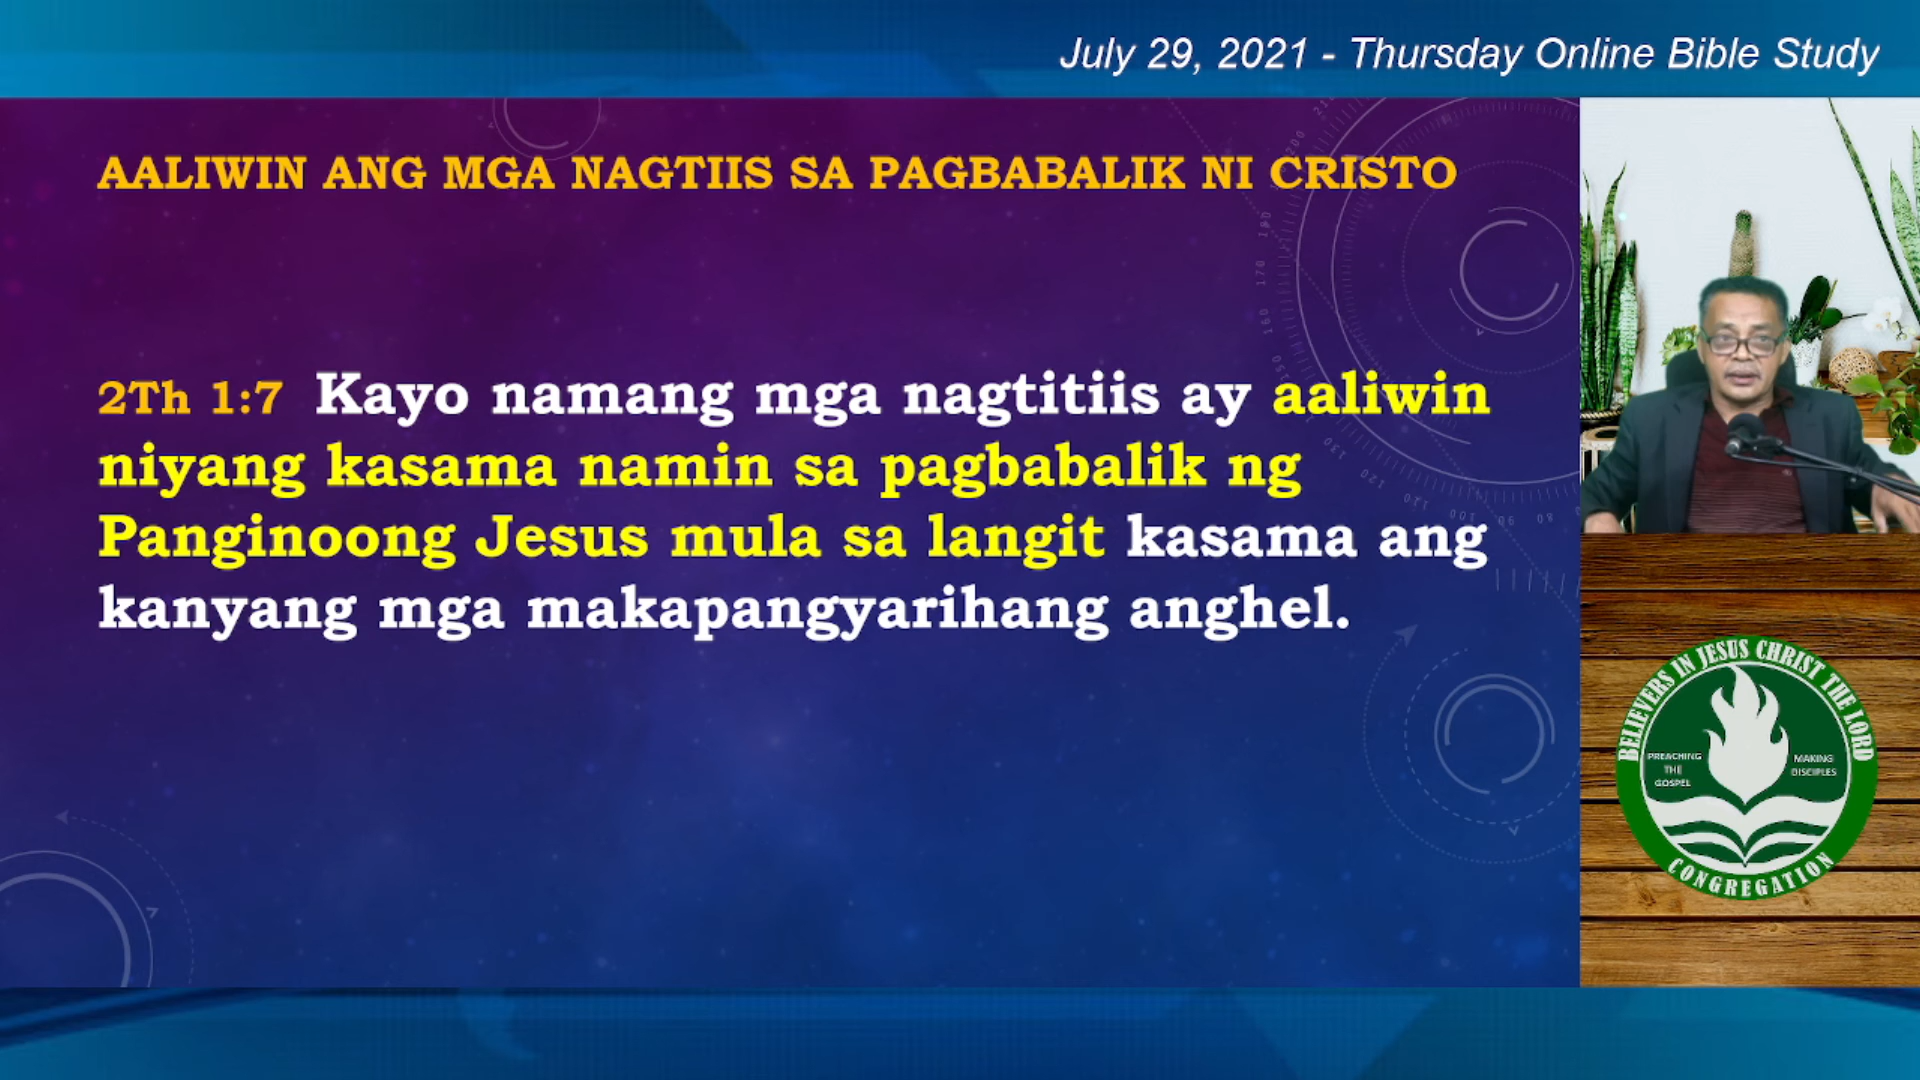 July 29, 2021 - Thursday Online Bible Study
AALIWIN ANG MGA NAGTIIS SA PAGBABALIK NI CRISTO
2Th 1:7 Kayo namang mga nagtitiis ay aaliwin
niyang kasama namin sa pagbabalik ng
Panginoong Jesus mula sa langit kasama ang
kanyang mga makapangyarihang anghel.
BELIEVERS IN JESUS CHRIST THE LORD
PREACHING
THE
GOSPEL
MAKING
DISCIPLES
CONGREGATION